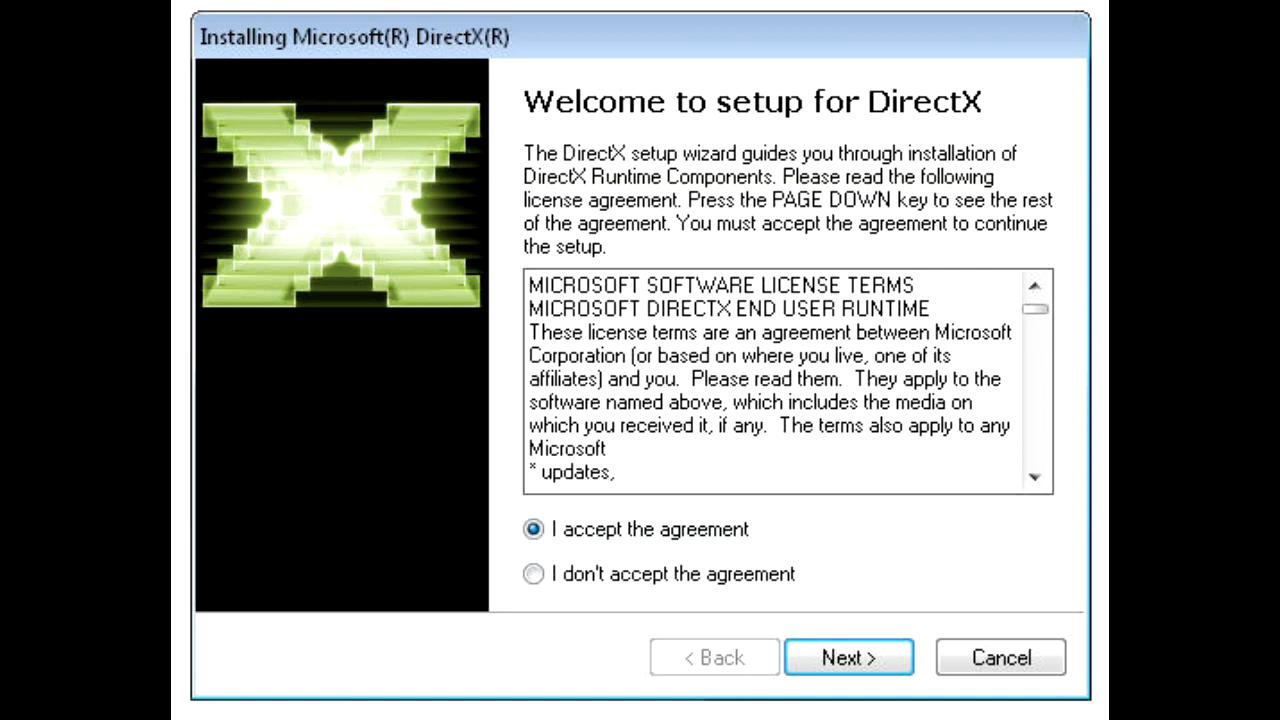 Installing Microsoft(R) DirectX(R)
Welcome to setup for DirectX
The DirectX setup wizard guides you through installation of
DirectX Runtime Components. Please read the following
license agreement. Press the PAGE DOWN key to see the rest
of the agreement. You must accept the agreement to continue
the setup.
MICROSOFT SOFTWARE LICENSE TERMS
MICROSOFT DIRECTX END USER RUNTIME
These license terms are an agreement between Microsoft
Corporation (or based on where you live, one of its
affiliates) and you.  Please read them.  They apply to the
software named above, which includes the media on
which you received it, if any.  The terms also apply to any
Microsoft
* updates,
I accept the agreement
I don't accept the agreement
< Back
Next >
Cancel